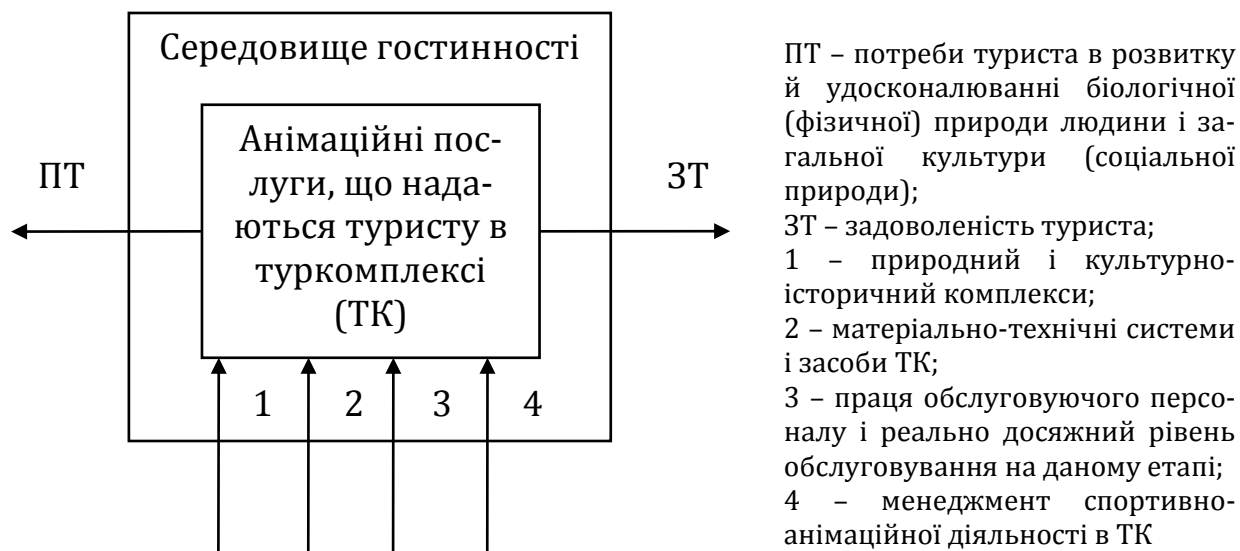 Середовище гостинності
Анімаційні пос-
луги, що нада-
ються туристу в
туркомплексі
(ТК)
ПТ
ЗТ
1 2 3 4
ПТ – потреби туриста в розвитку
й удосконалюванні біологічної
(фізичної) природи людини і за-
гальної культури (соціальної
природи);
ЗТ – задоволеність туриста;
1 – природний і культурно-
історичний комплекси;
2 – матеріально-технічні системи
і засоби ТК;
3 – праця обслуговуючого персо-
налу і реально досяжний рівень
обслуговування на даному етапі;
4 – менеджмент спортивно-
анімаційної діяльності в ТК